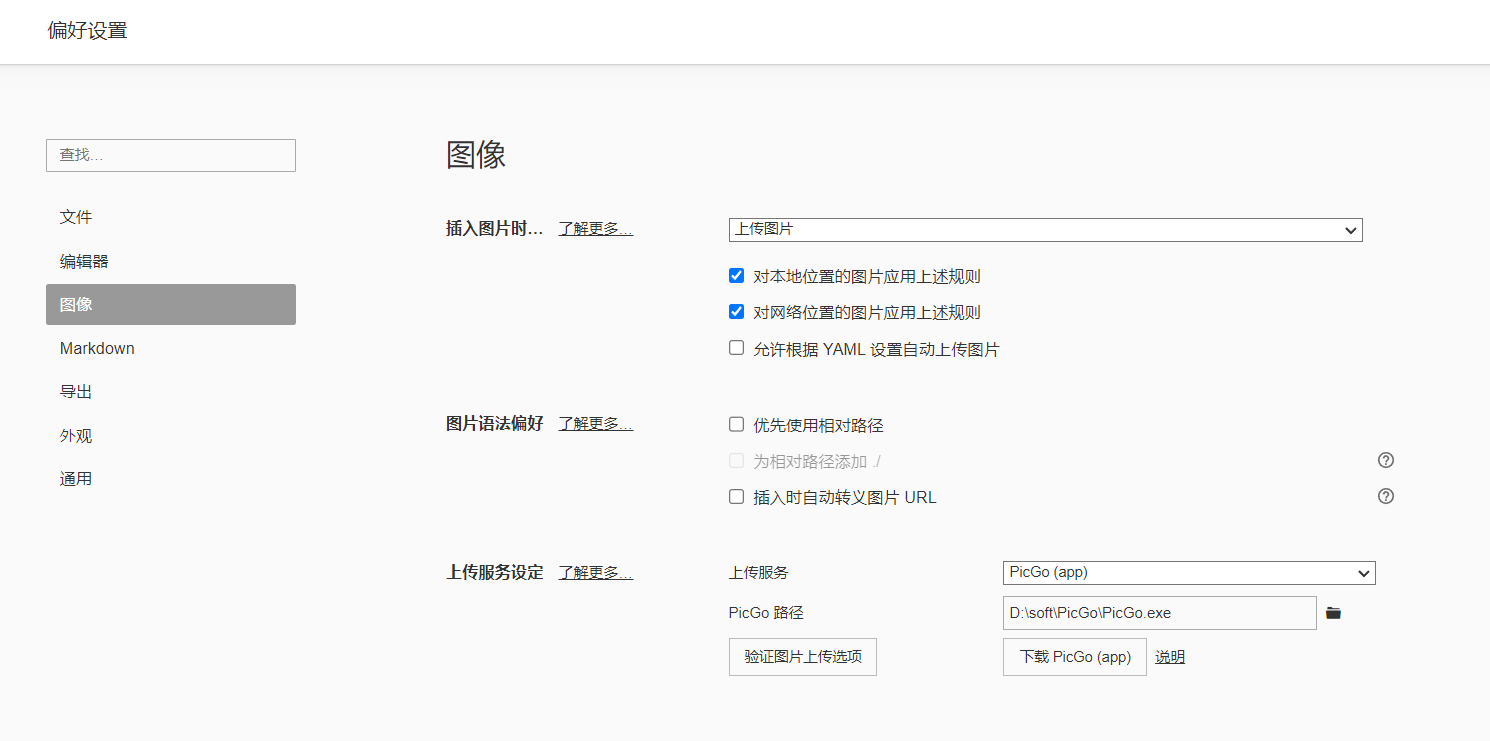 偏好设置
查找…
文件
编辑器
图像
Markdown
导出
外观
通用
图像
插入图片时… 了解更多… 上传图片
对本地位置的图片应用上述规则
对网络位置的图片应用上述规则
允许根据 YAML 设置自动上传图片
图片语法偏好 了解更多… 优先使用相对路径
为相对路径添加 ./
插入时自动转义图片 URL
上传服务设定 了解更多… 上传服务 PicGo (app)
PicGo 路径 D:\soft\PicGo\PicGo.exe
验证图片上传选项 下载 PicGo (app) 说明